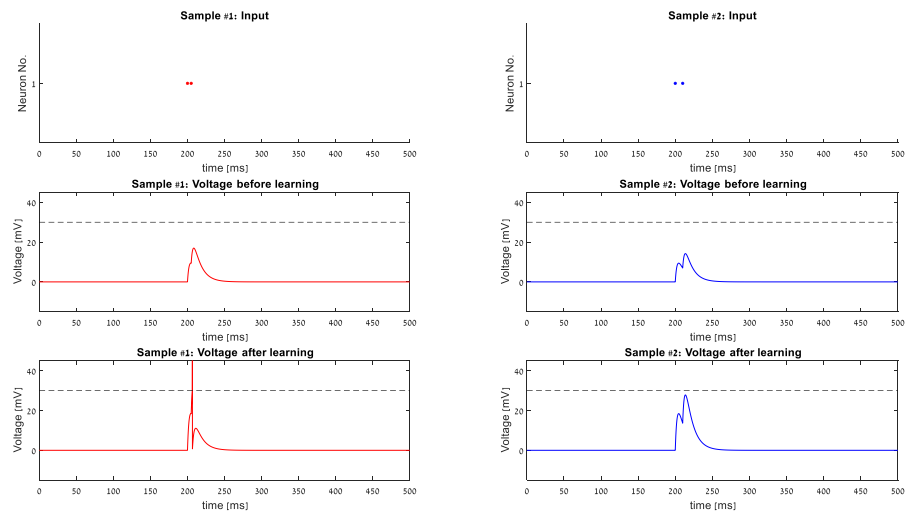 Sample #1: Input
Neuron No.
1
0 50 100 150 200 250 300 350 400 450 500
time [ms]
Sample #2: Input
Neuron No.
1
0 50 100 150 200 250 300 350 400 450 500
time [ms]
Sample #1: Voltage before learning
Voltage [mV]
40
20
0
0 50 100 150 200 250 300 350 400 450 500
time [ms]
Sample #2: Voltage before learning
Voltage [mV]
40
20
0
0 50 100 150 200 250 300 350 400 450 500
time [ms]
Sample #1: Voltage after learning
Voltage [mV]
40
20
0
0 50 100 150 200 250 300 350 400 450 500
time [ms]
Sample #2: Voltage after learning
Voltage [mV]
40
20
0
0 50 100 150 200 250 300 350 400 450 500
time [ms]